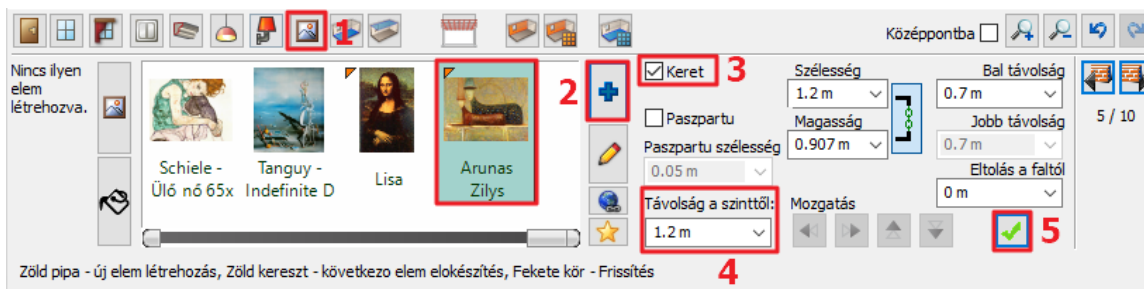 1
Középpontba
Nincs ilyen
elem
létrehozva.
Schiele -
Ülő nő 65x
Tanguy -
Indefinite D
Lisa
Arunas
Zilys
2
Keret
3
Paszpartu
Paszpartu szélesség
0.05 m
Távolság a szinttől:
1.2 m
4
Szélesség
1.2 m
Magasság
0.907 m
Mozgatás
Bal távolság
0.7 m
Jobb távolság
0.7 m
Eltolás a faltól
0 m
5
5 / 10
Zöld pipa - új elem létrehozás, Zöld kereszt - következo elem elokészítés, Fekete kör - Frissítés